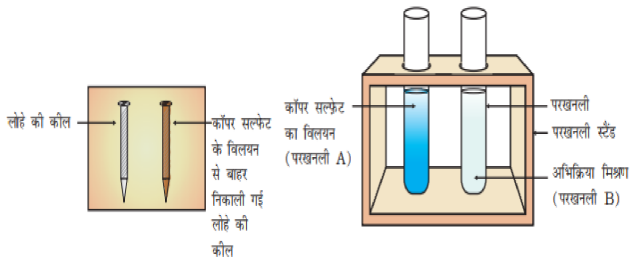 लोहे की कील
कॉपर सल्फेट
के विलयन
से बाहर
निकाली गई
लोहे की
कील
कॉपर सल्फ़ेट
का विलयन
(परखनली A)
परखनली
परखनली स्टैंड
अभिक्रिया मिश्रण
(परखनली B)